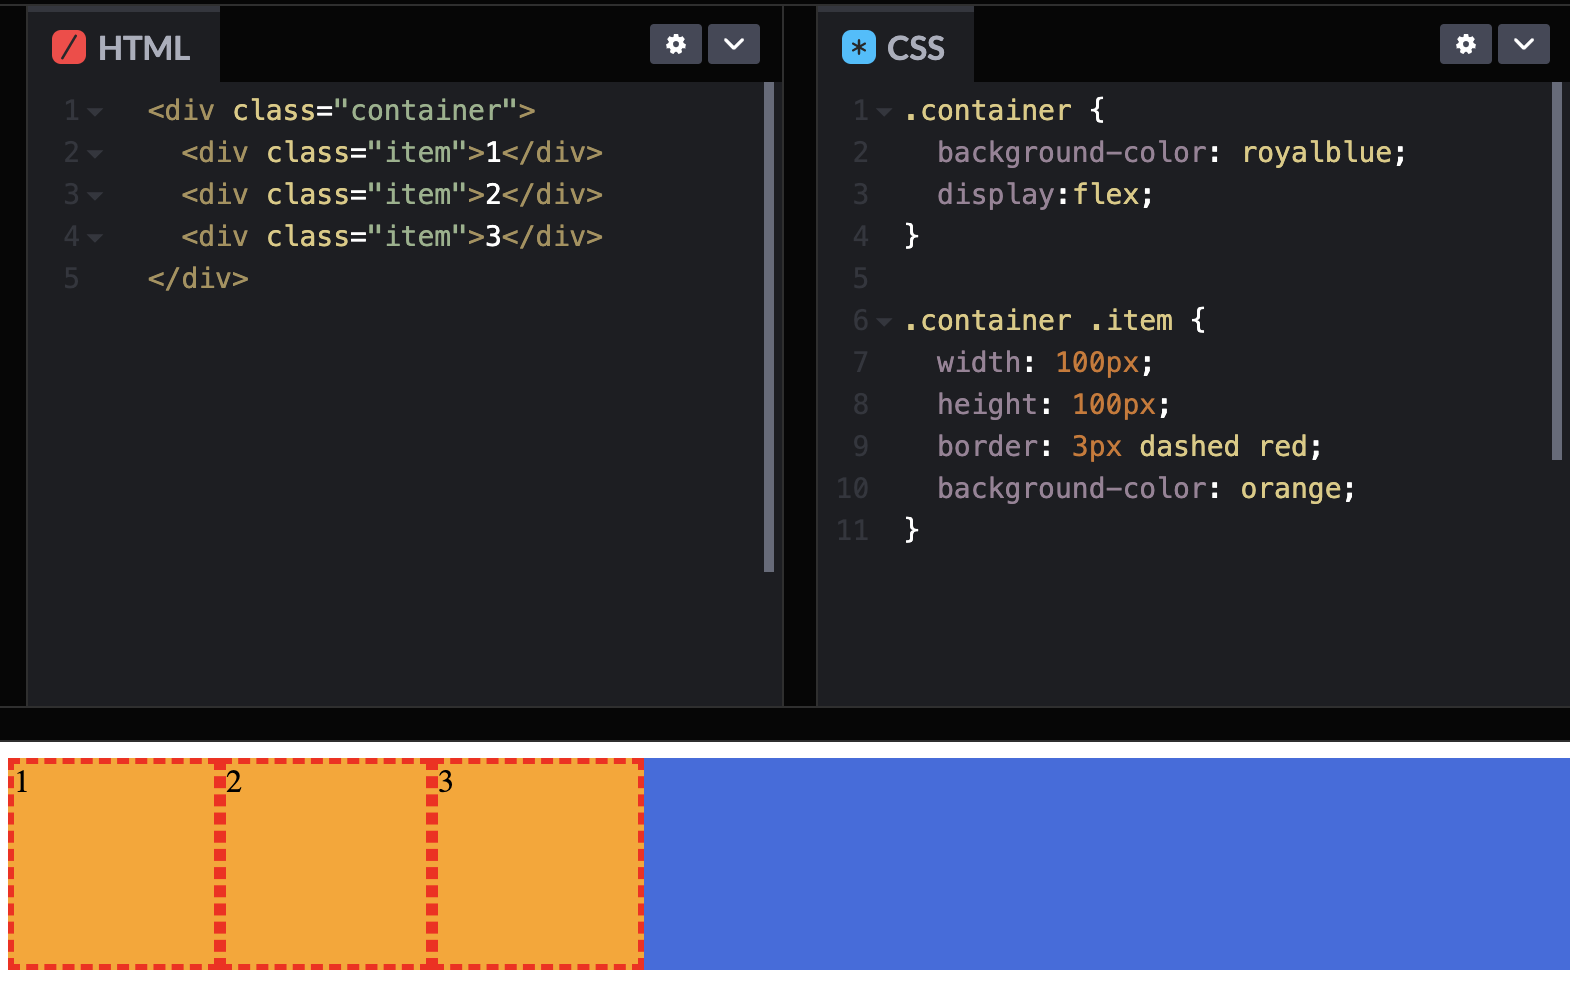 HTML
1 <div class="container">
2   <div class="item">1</div>
3   <div class="item">2</div>
4   <div class="item">3</div>
5 </div>
CSS
1 .container {
2   background-color: royalblue;
3   display:flex;
4 }
5
6 .container .item {
7   width: 100px;
8   height: 100px;
9   border: 3px dashed red;
10   background-color: orange;
11 }
1 2 3